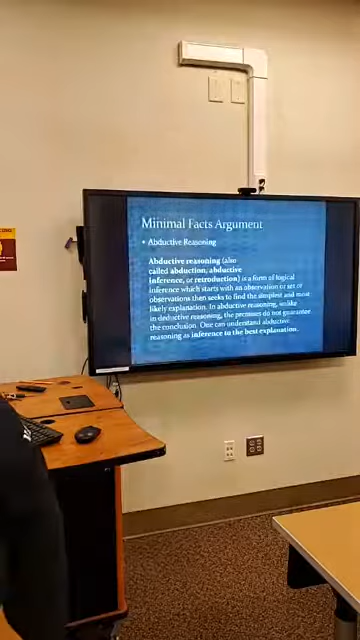 Minimal Facts Argument
• Abductive Reasoning
Abductive reasoning (also
called abduction, abductive
inference, or retroduction) is a form of logical
inference which starts with an observation or set of
observations then seeks to find the simplest and most
likely explanation. In abductive reasoning, unlike
in deductive reasoning, the premises do not guarantee
the conclusion. One can understand abductive
reasoning as inference to the best explanation.